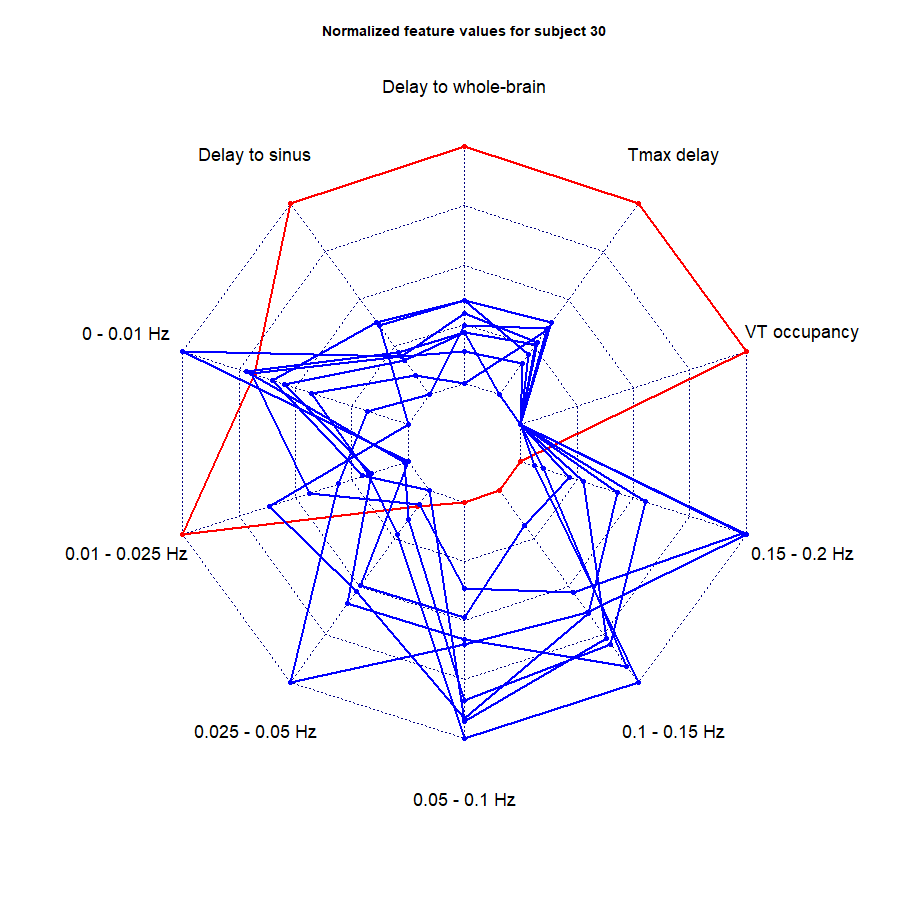 Normalized feature values for subject 30
Delay to whole-brain
Delay to sinus
Tmax delay
0 - 0.01 Hz
VT occupancy
0.01 - 0.025 Hz
0.15 - 0.2 Hz
0.025 - 0.05 Hz
0.1 - 0.15 Hz
0.05 - 0.1 Hz